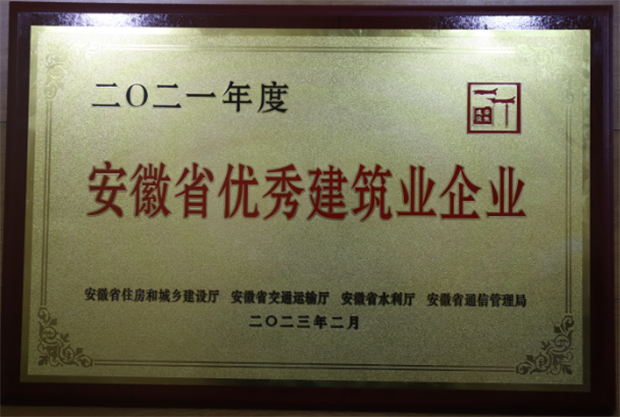 二〇二一年度
安徽省优秀建筑业企业
安徽省住房和城乡建设厅 安徽省交通运输厅 安徽省水利厅 安徽省通信管理局
二〇二三年二月